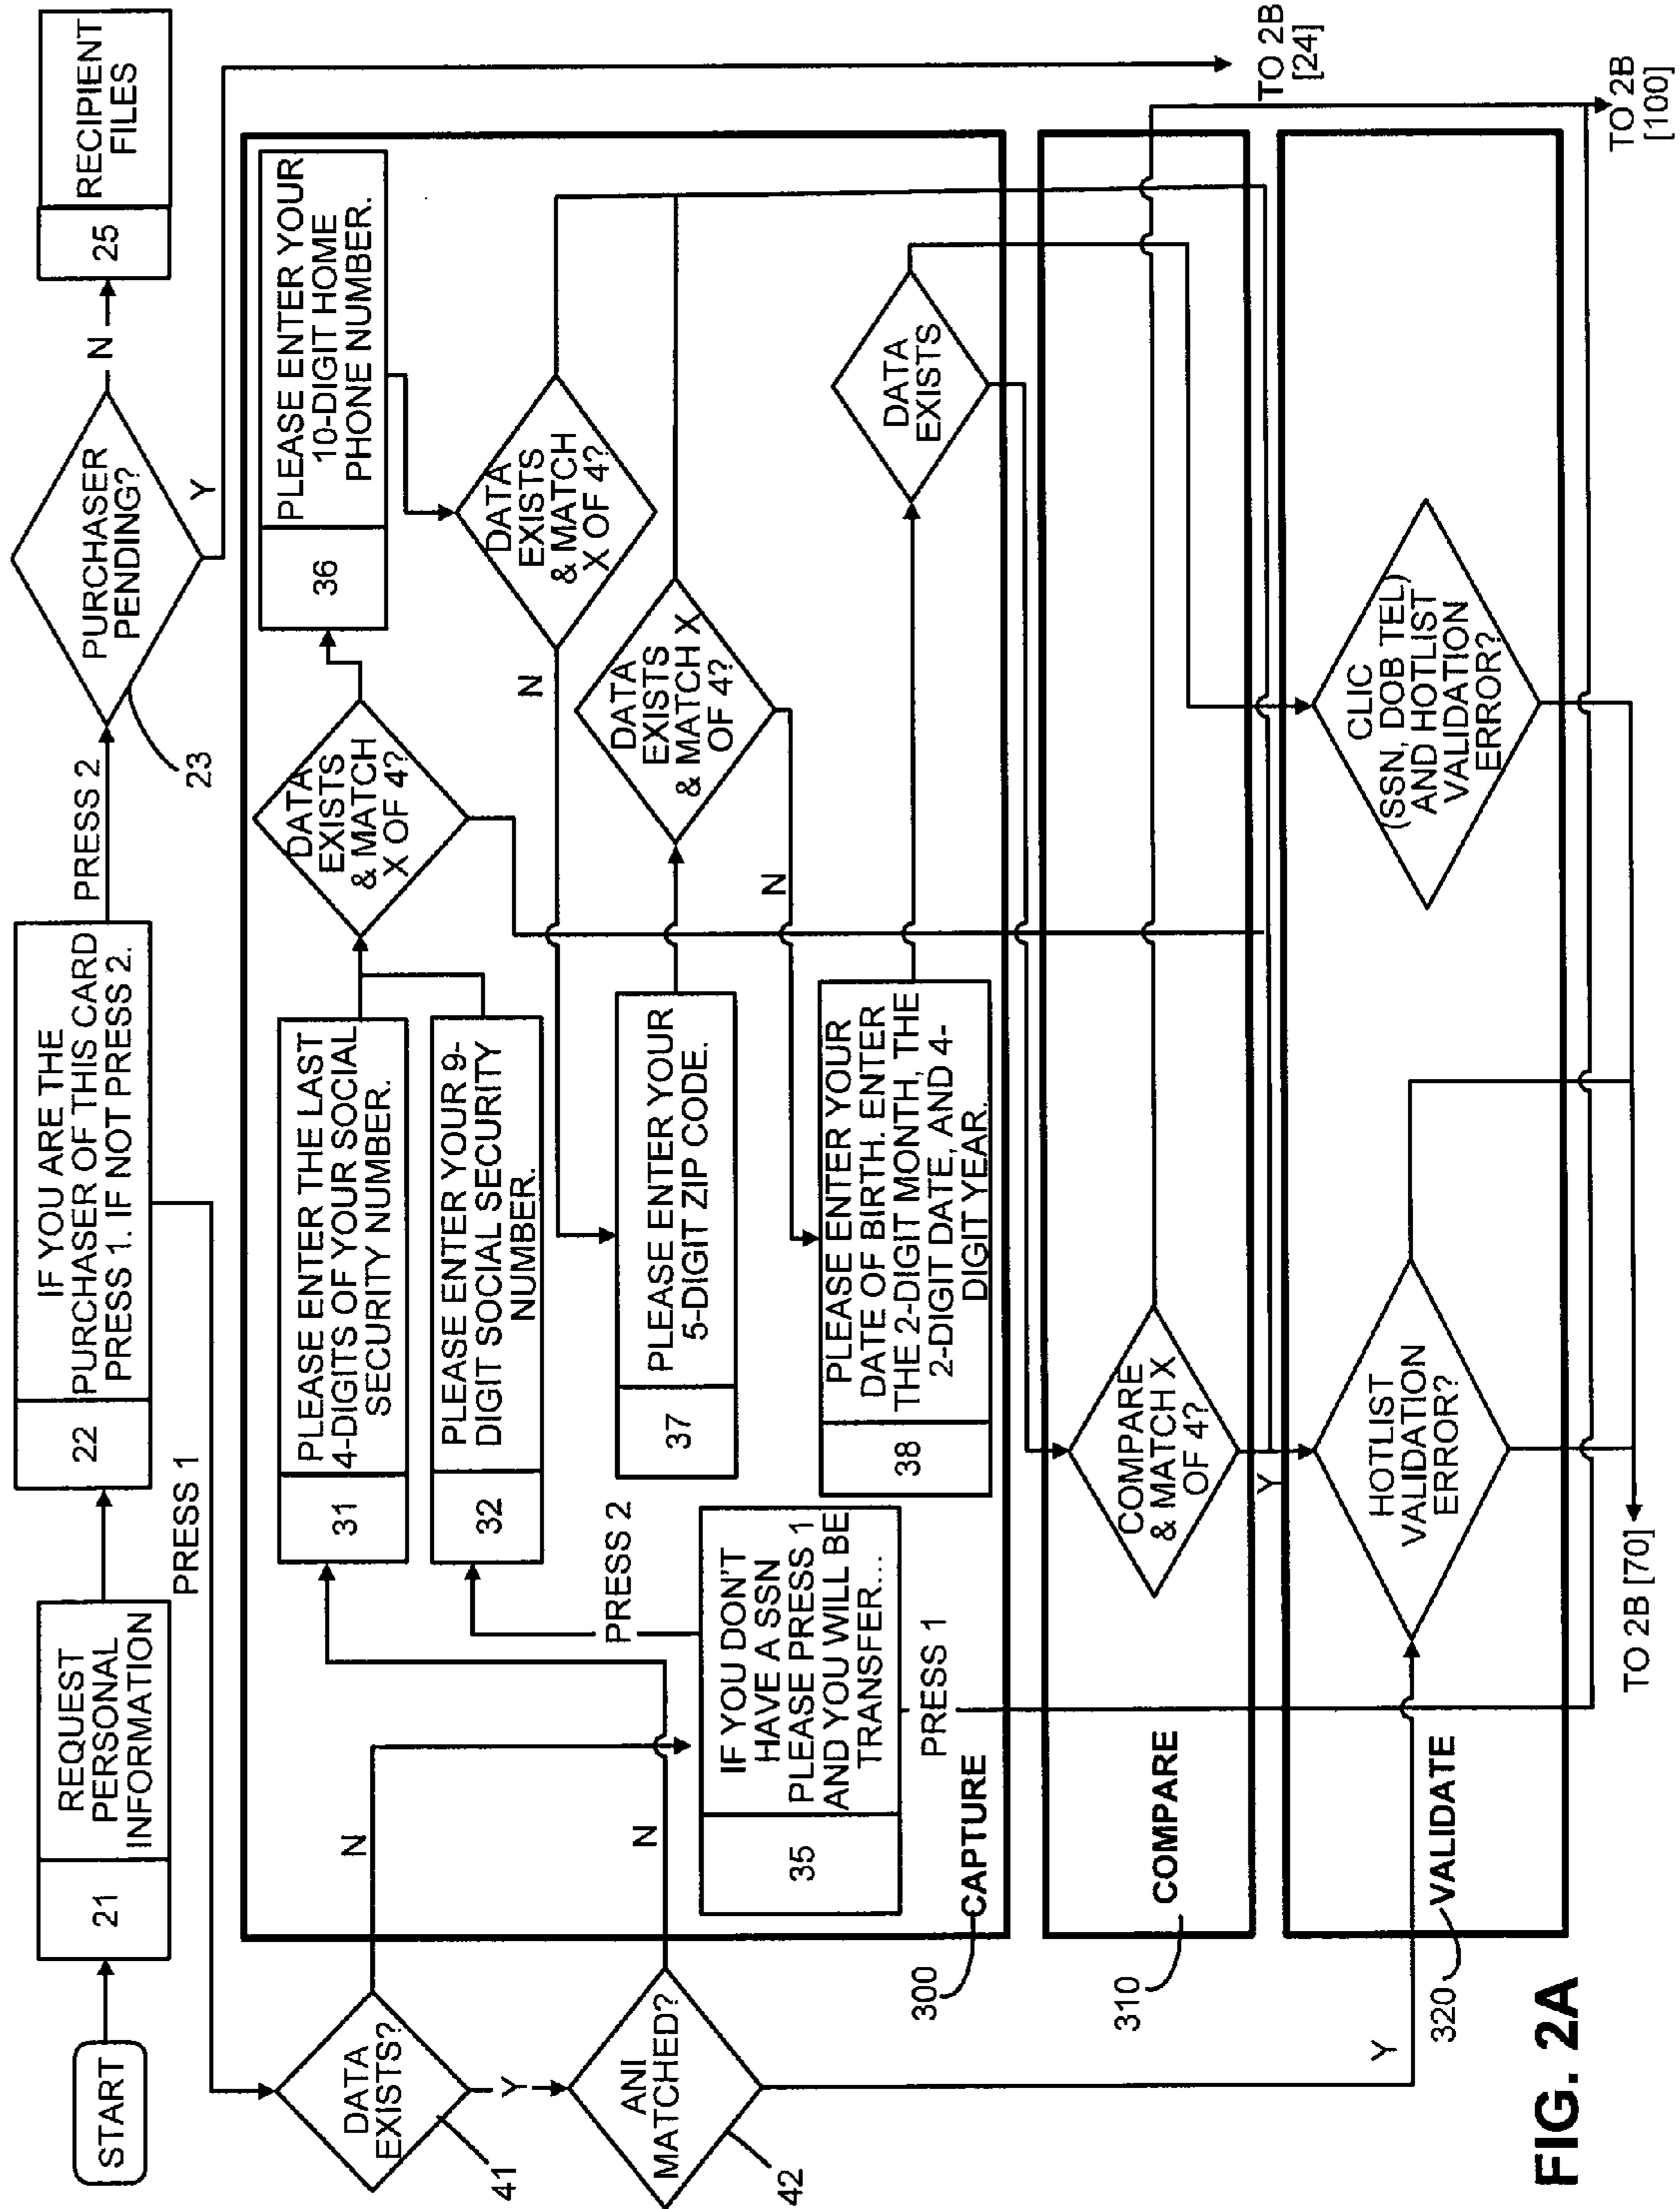 START
21
REQUEST
PERSONAL
INFORMATION
22
IF YOU ARE THE
PURCHASER OF THIS CARD
PRESS 1. IF NOT PRESS 2.
PRESS 2
PURCHASER
PENDING?
23
N
25
RECIPIENT
FILES
Y
PRESS 1
DATA
EXISTS?
41
N
Y
ANI
MATCHED?
42
N
Y
31
PLEASE ENTER THE LAST
4-DIGITS OF YOUR SOCIAL
SECURITY NUMBER.
32
PLEASE ENTER YOUR 9-
DIGIT SOCIAL SECURITY
NUMBER.
PRESS 2
35
IF YOU DON'T
HAVE A SSN
PLEASE PRESS 1
AND YOU WILL BE
TRANSFER...
PRESS 1
DATA
EXISTS
& MATCH
X OF 4?
36
PLEASE ENTER YOUR
10-DIGIT HOME
PHONE NUMBER.
DATA
EXISTS
& MATCH
X OF 4?
N
37
PLEASE ENTER YOUR
5-DIGIT ZIP CODE.
DATA
EXISTS
& MATCH X
OF 4?
N
38
PLEASE ENTER YOUR
DATE OF BIRTH. ENTER
THE 2-DIGIT MONTH, THE
2-DIGIT DATE, AND 4-
DIGIT YEAR.
DATA
EXISTS
300
CAPTURE
310
COMPARE
COMPARE
& MATCH X
OF 4?
Y
320
VALIDATE
HOTLIST
VALIDATION
ERROR?
CLIC
(SSN, DOB TEL)
AND HOTLIST
VALIDATION
ERROR?
TO 2B
[24]
TO 2B
[100]
TO 2B [70]
FIG. 2A